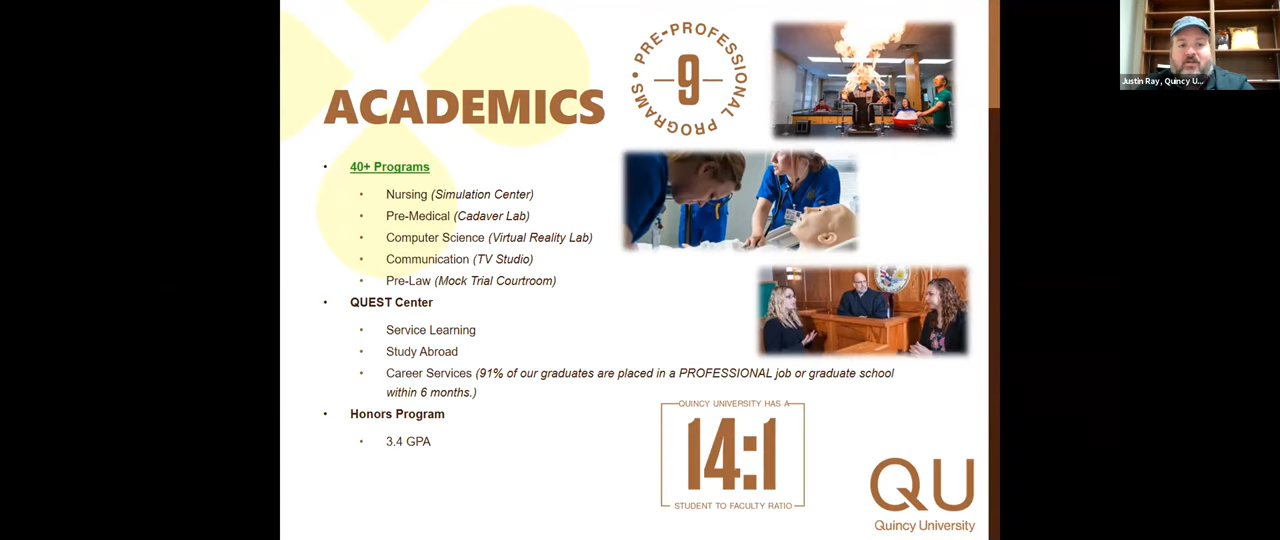 ACADEMICS
PRE-PROFESSIONAL PROGRAMS
9
• 40+ Programs
• Nursing (Simulation Center)
• Pre-Medical (Cadaver Lab)
• Computer Science (Virtual Reality Lab)
• Communication (TV Studio)
• Pre-Law (Mock Trial Courtroom)
• QUEST Center
• Service Learning
• Study Abroad
• Career Services (91% of our graduates are placed in a PROFESSIONAL job or graduate school
within 6 months.)
• Honors Program
• 3.4 GPA
QUINCY UNIVERSITY HAS A
14:1
STUDENT TO FACULTY RATIO
QU
Quincy University
Justin Ray, Quincy U...